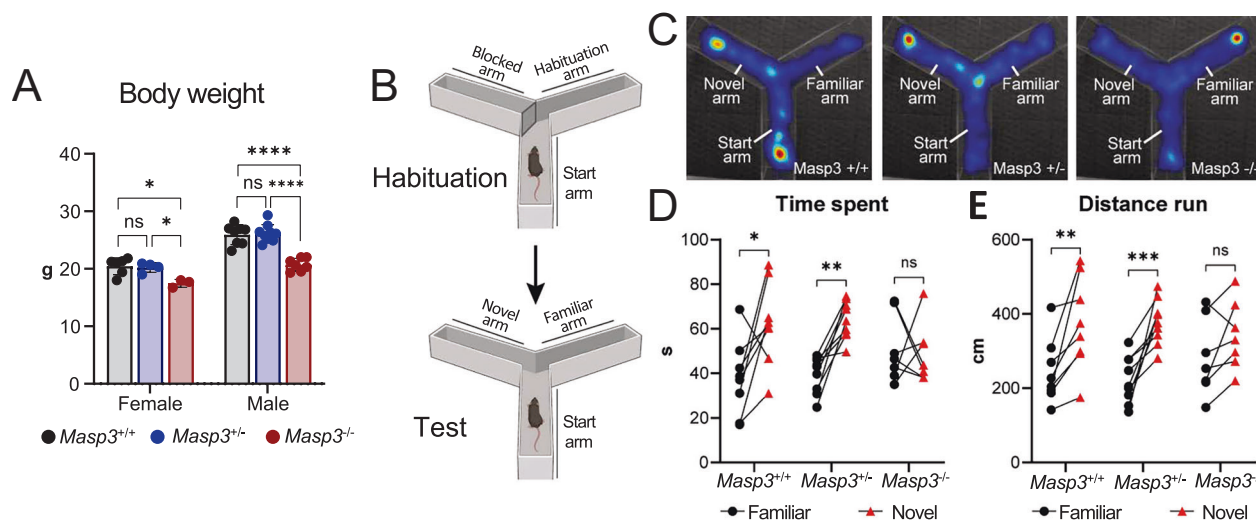 A
Body weight
g
40
30
20
10
0
*
ns
*
****
ns
****
Female
Male
Masp3+/+
Masp3+/-
Masp3-/-
B
Blocked arm
Habituation arm
Start arm
Habituation
Novel arm
Familiar arm
Start arm
Test
C
Novel arm
Familiar arm
Start arm
Masp3 +/+
Novel arm
Familiar arm
Start arm
Masp3 +/-
Novel arm
Familiar arm
Start arm
Masp3 -/-
D
Time spent
s
100
80
60
40
20
0
*
**
ns
Masp3+/+
Masp3+/-
Masp3-/-
Familiar
Novel
E
Distance run
cm
600
400
200
0
**
***
ns
Masp3+/+
Masp3+/-
Masp3-
Familiar
Novel